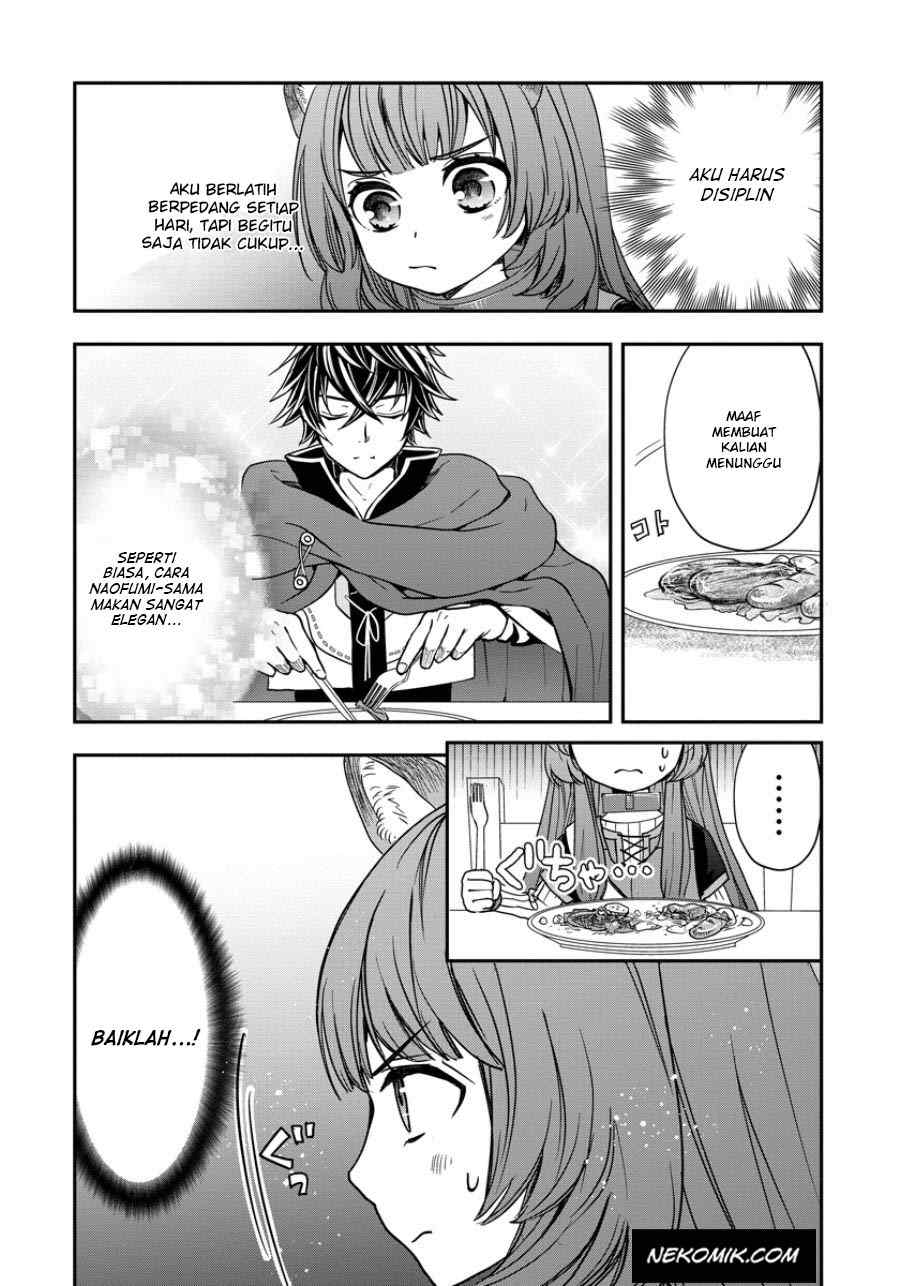 AKU HARUS
DISIPLIN
AKU BERLATIH
BERPEDANG SETIAP
HARI, TAPI BEGITU
SAJA TIDAK CUKUP...
MAAF
MEMBUAT
KALIAN
MENUNGGU
コト
SEPERTI
BIASA, CARA
NAOFUMI-SAMA
MAKAN SANGAT
ELEGAN...
......
ぐちゃ...
BAIKLAH...!
ぐっ
NEKOMIK.COM